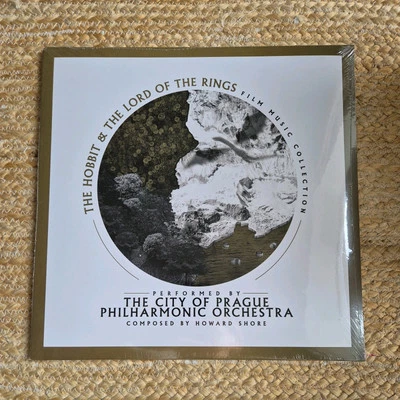 THE HOBBIT & THE LORD OF THE RINGS FILM MUSIC COLLECTION
PERFORMED BY
THE CITY OF PRAGUE
PHILHARMONIC ORCHESTRA
COMPOSED BY HOWARD SHORE